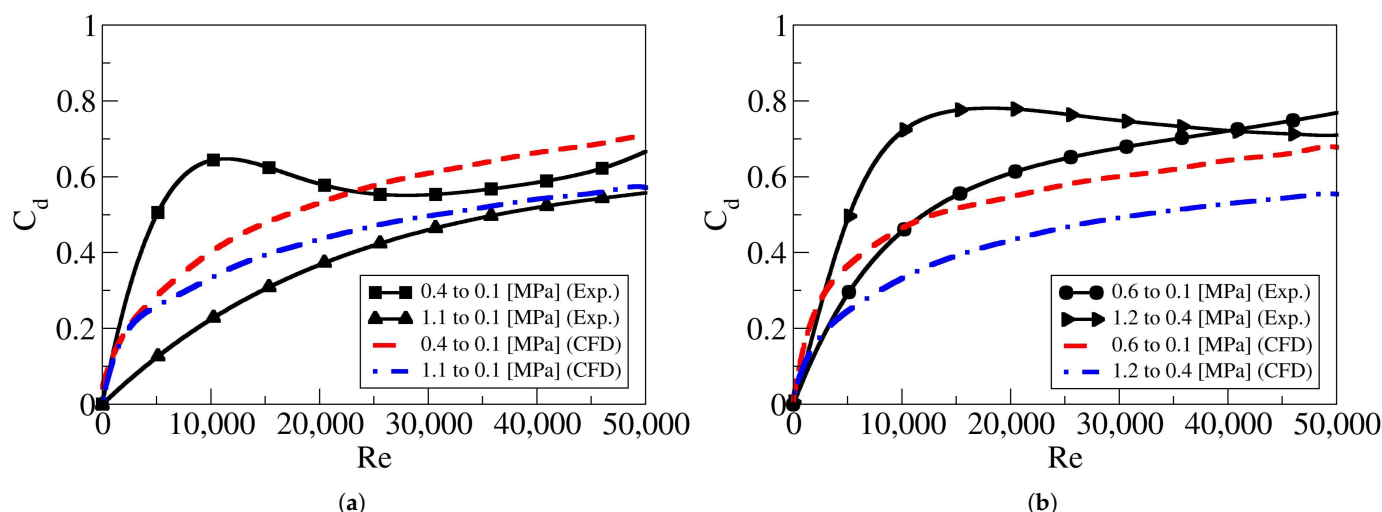 1
0.8
0.6
0.4
0.2
0
C_d
0.4 to 0.1 [MPa] (Exp.)
1.1 to 0.1 [MPa] (Exp.)
0.4 to 0.1 [MPa] (CFD)
1.1 to 0.1 [MPa] (CFD)
0 10,000 20,000 30,000 40,000 50,000
Re
(a)
1
0.8
0.6
0.4
0.2
0
C_d
0.6 to 0.1 [MPa] (Exp.)
1.2 to 0.4 [MPa] (Exp.)
0.6 to 0.1 [MPa] (CFD)
1.2 to 0.4 [MPa] (CFD)
0 10,000 20,000 30,000 40,000 50,000
Re
(b)